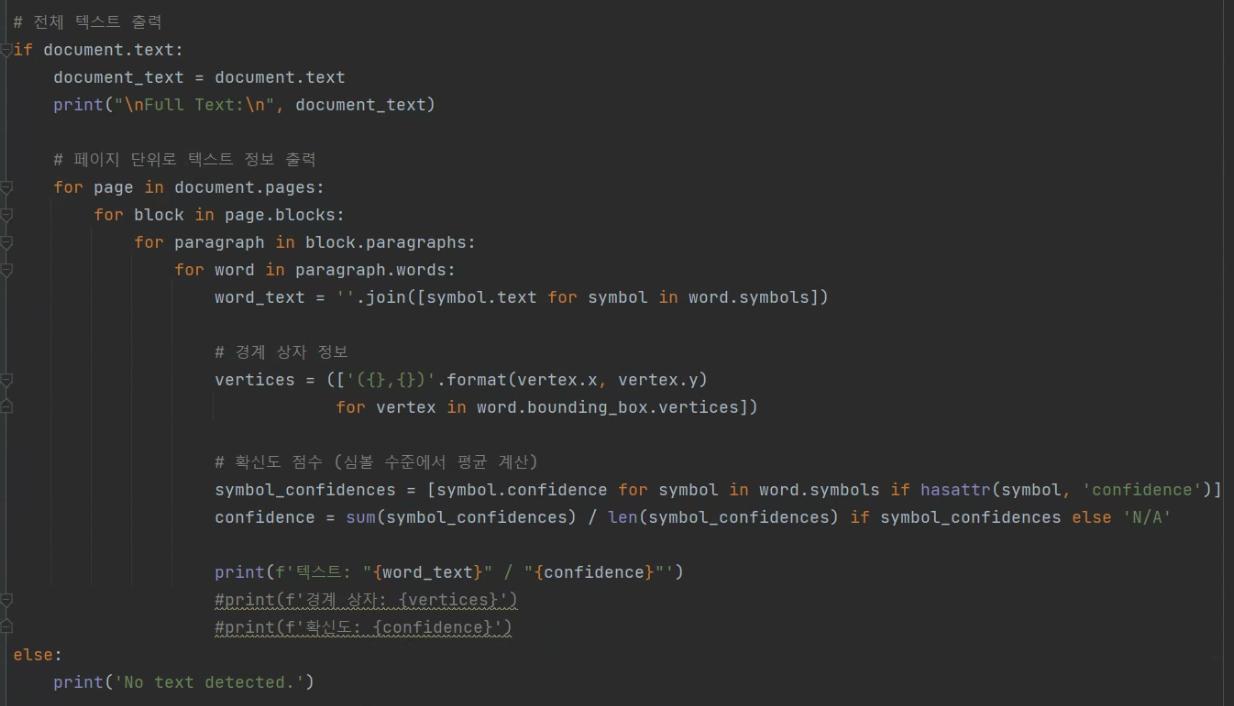 # 전체 텍스트 출력
if document.text:
    document_text = document.text
    print("\nFull Text:\n", document_text)

    # 페이지 단위로 텍스트 정보 출력
    for page in document.pages:
        for block in page.blocks:
            for paragraph in block.paragraphs:
                for word in paragraph.words:
                    word_text = ''.join([symbol.text for symbol in word.symbols])

                    # 경계 상자 정보
                    vertices = (['({},{})'.format(vertex.x, vertex.y)
                                for vertex in word.bounding_box.vertices])

                    # 확신도 점수 (심볼 수준에서 평균 계산)
                    symbol_confidences = [symbol.confidence for symbol in word.symbols if hasattr(symbol, 'confidence')]
                    confidence = sum(symbol_confidences) / len(symbol_confidences) if symbol_confidences else 'N/A'

                    print(f'텍스트: "{word_text}" / "{confidence}"')
                    #print(f'경계 상자: {vertices}')
                    #print(f'확신도: {confidence}')
else:
    print('No text detected.')